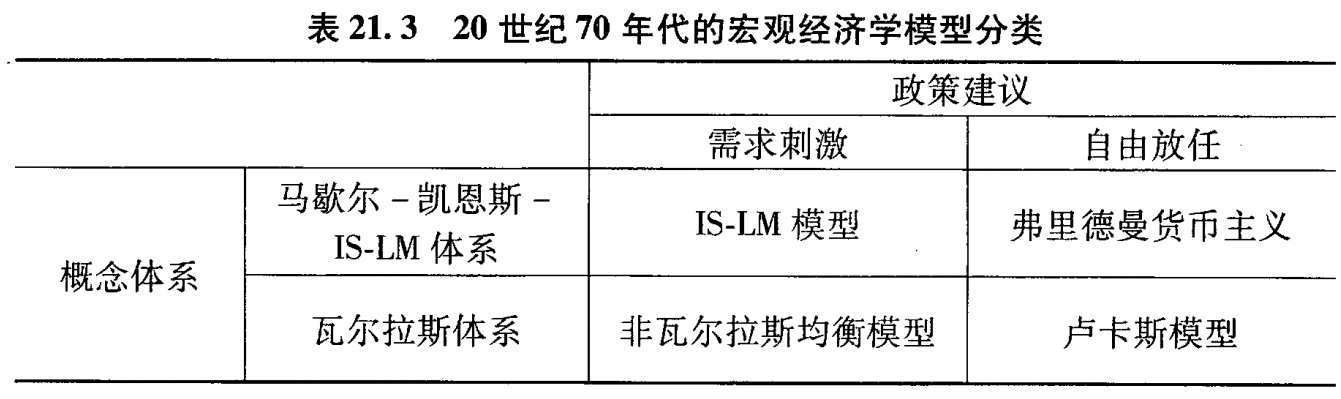 表 21.3 20 世纪 70 年代的宏观经济学模型分类
政策建议
需求刺激 自由放任
概念体系
马歇尔－凯恩斯－
IS-LM 体系
IS-LM 模型 弗里德曼货币主义
瓦尔拉斯体系 非瓦尔拉斯均衡模型 卢卡斯模型